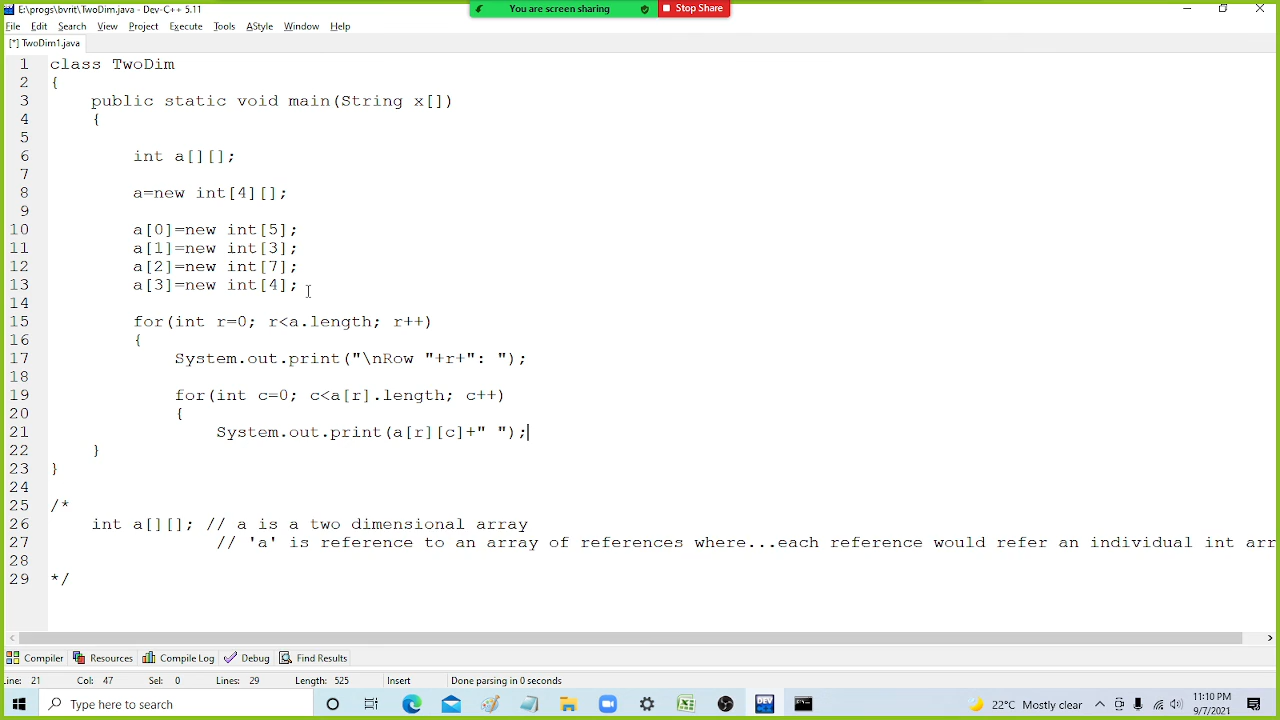 E:\progs\bvrit\TwoDim.java - Dev-C++ 5.11
You are screen sharing
Stop Share
File Edit Search View Project Execute Tools AStyle Window Help
[*] TwoDim1.java
1 class TwoDim
2 {
3 public static void main(String x[])
4 {
5
6 int a[][];
7
8 a=new int[4][];
9
10 a[0]=new int[5];
11 a[1]=new int[3];
12 a[2]=new int[7];
13 a[3]=new int[4];
14
15 for(int r=0; r<a.length; r++)
16 {
17 System.out.print("\nRow "+r+": ");
18
19 for(int c=0; c<a[r].length; c++)
20 {
21 System.out.print(a[r][c]+" ");
22 }
23 }
24
25 /*
26 int a[][]; // a is a two dimensional array
27 // 'a' is reference to an array of references where...each reference would refer an individual int arr
28
29 */
Compiler Resources Compile Log Debug Find Results
Line: 21 Col: 47 Sel: 0 Lines: 29 Length: 525 Insert Done parsing in 0 seconds
Type here to search
DEV
22°C Mostly clear
11:10 PM
9/7/2021